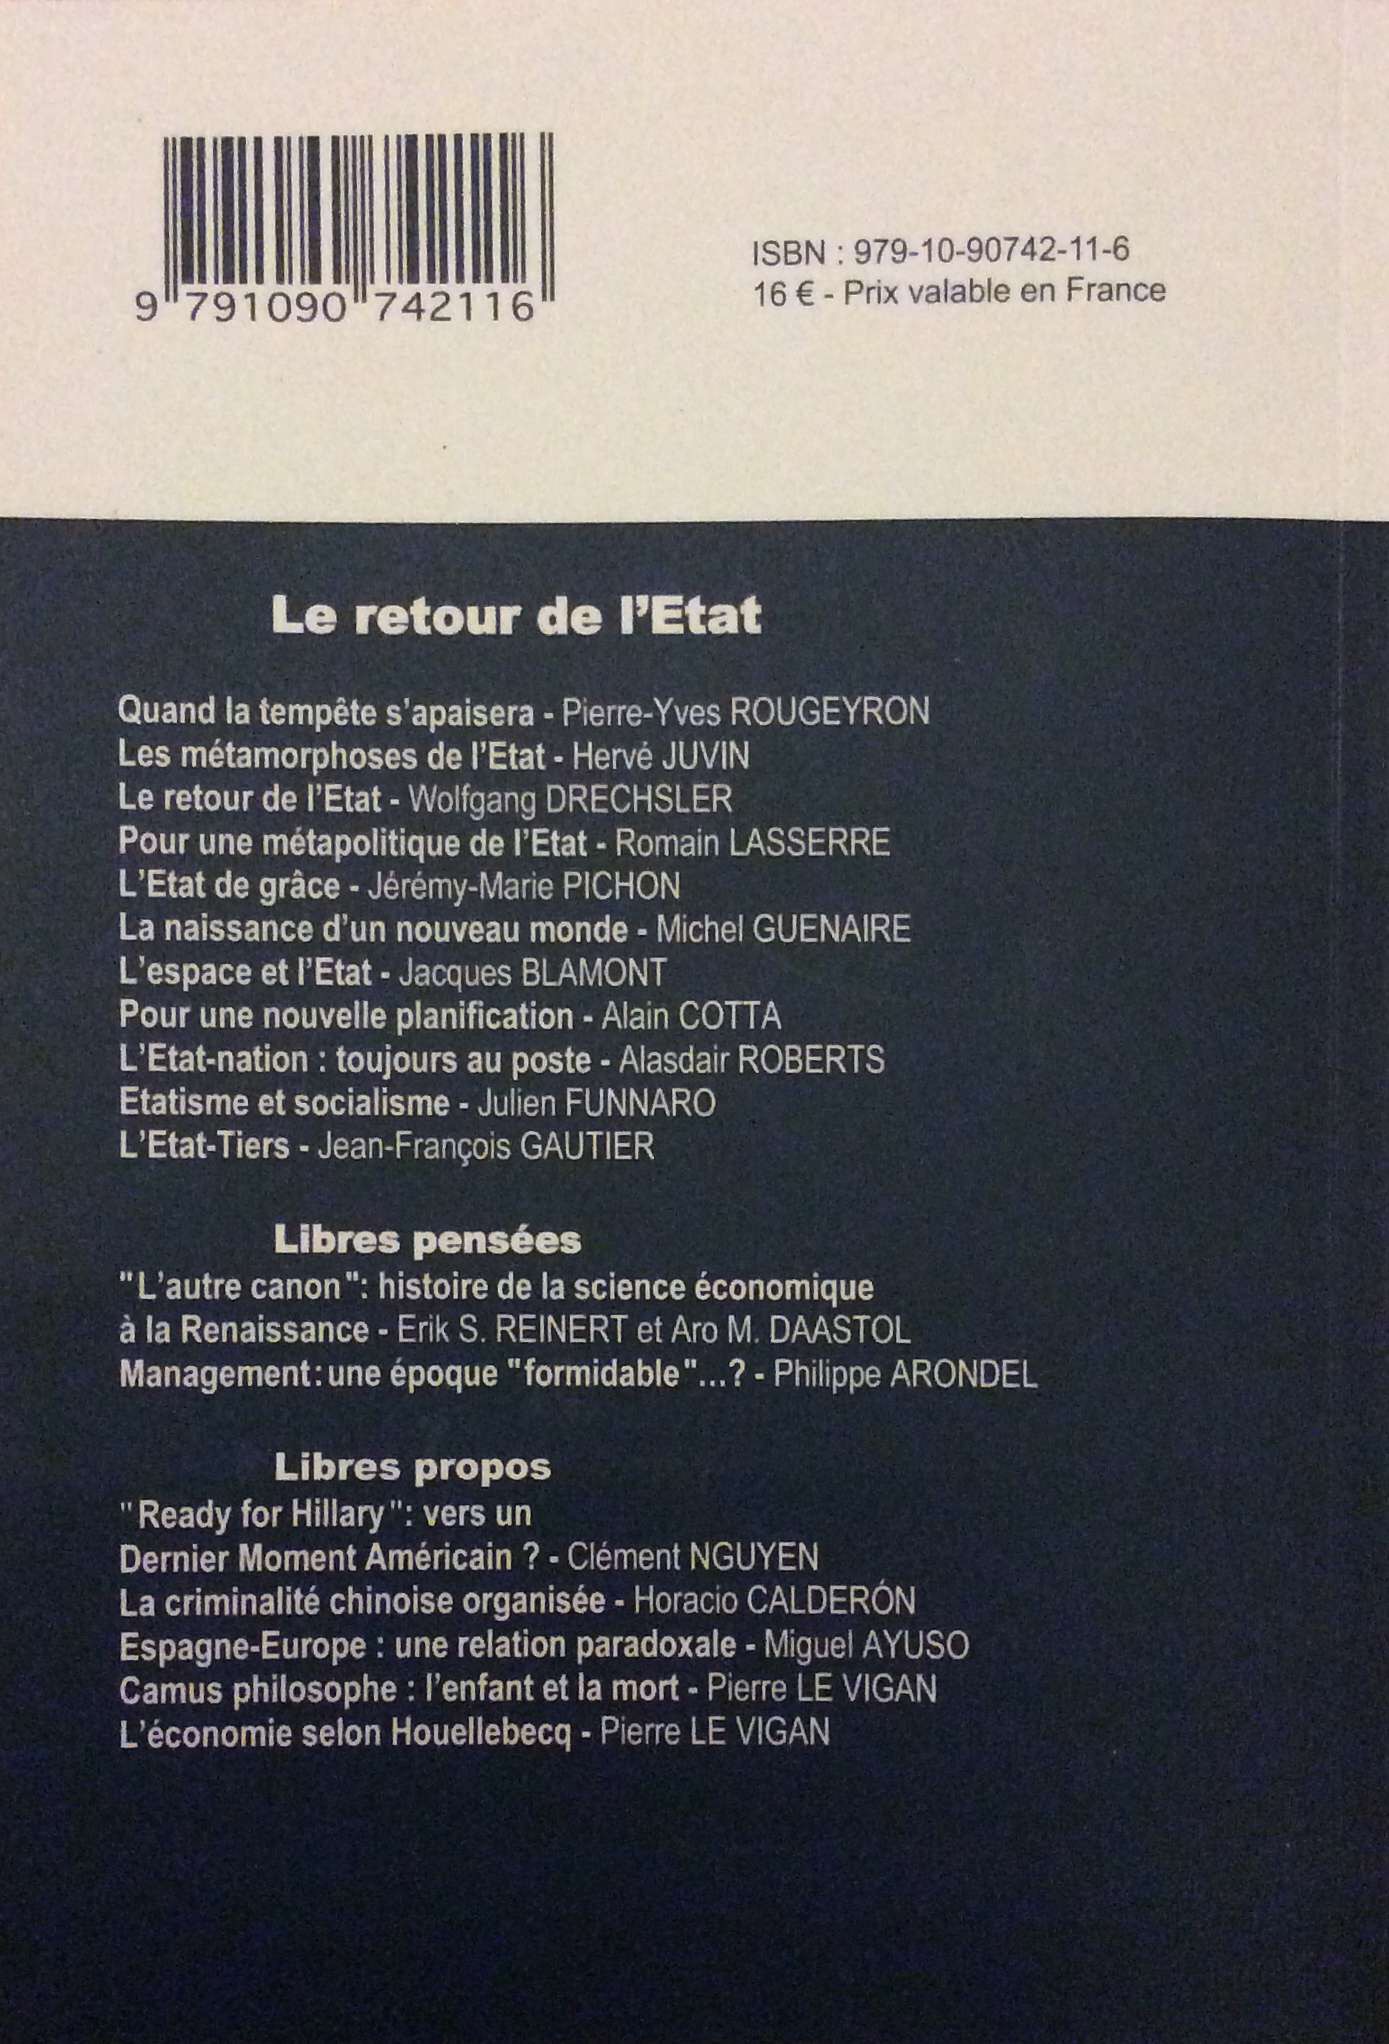 9 791090 742116
ISBN : 979-10-90742-11-6
16 € - Prix valable en France
Le retour de l'Etat
Quand la tempête s'apaisera - Pierre-Yves ROUGEYRON
Les métamorphoses de l'Etat - Hervé JUVIN
Le retour de l'Etat - Wolfgang DRECHSLER
Pour une métapolitique de l'Etat - Romain LASSERRE
L'Etat de grâce - Jérémy-Marie PICHON
La naissance d'un nouveau monde - Michel GUENAIRE
L'espace et l'Etat - Jacques BLAMONT
Pour une nouvelle planification - Alain COTTA
L'Etat-nation : toujours au poste - Alasdair ROBERTS
Etatisme et socialisme - Julien FUNNARO
L'Etat-Tiers - Jean-François GAUTIER
Libres pensées
"L'autre canon": histoire de la science économique
à la Renaissance - Erik S. REINERT et Aro M. DAASTOL
Management: une époque "formidable"...? - Philippe ARONDEL
Libres propos
"Ready for Hillary": vers un
Dernier Moment Américain ? - Clément NGUYEN
La criminalité chinoise organisée - Horacio CALDERÓN
Espagne-Europe : une relation paradoxale - Miguel AYUSO
Camus philosophe : l'enfant et la mort - Pierre LE VIGAN
L'économie selon Houellebecq - Pierre LE VIGAN